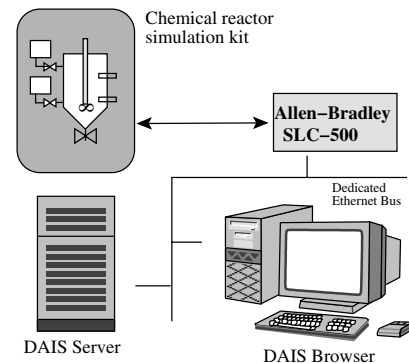 Chemical reactor
simulation kit
Allen−Bradley
SLC−500
Dedicated
Ethernet Bus
DAIS Server
DAIS Browser